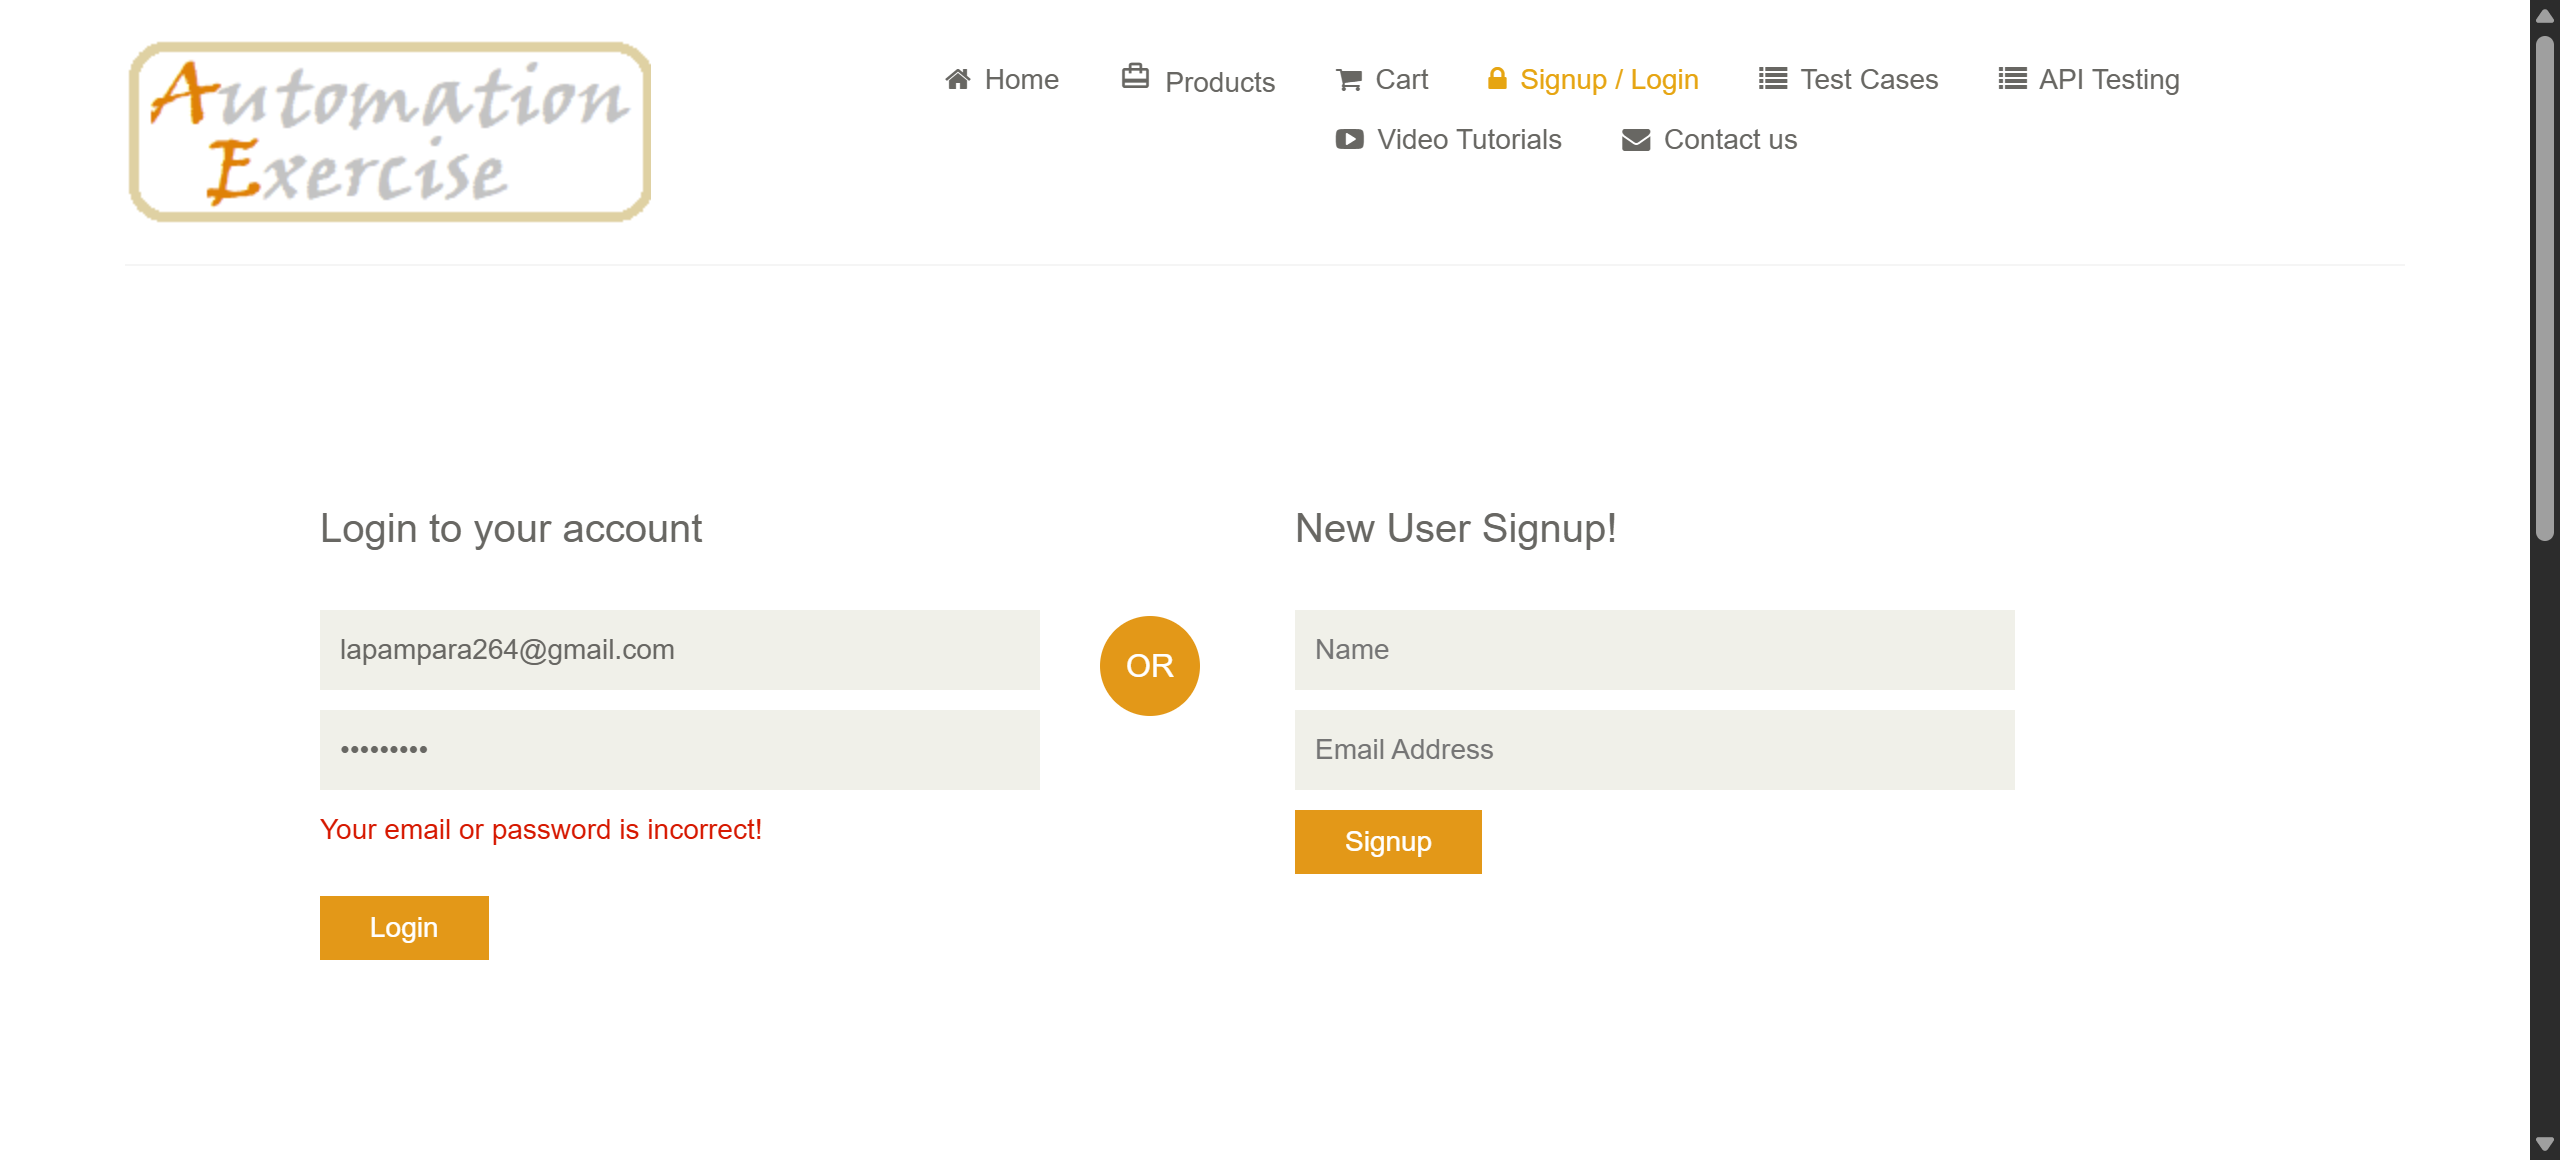 Automation
Exercise
Home
Products
Cart
Signup / Login
Test Cases
API Testing
Video Tutorials
Contact us
Login to your account
lapampara264@gmail.com
•••••••••
Your email or password is incorrect!
Login
OR
New User Signup!
Name
Email Address
Signup